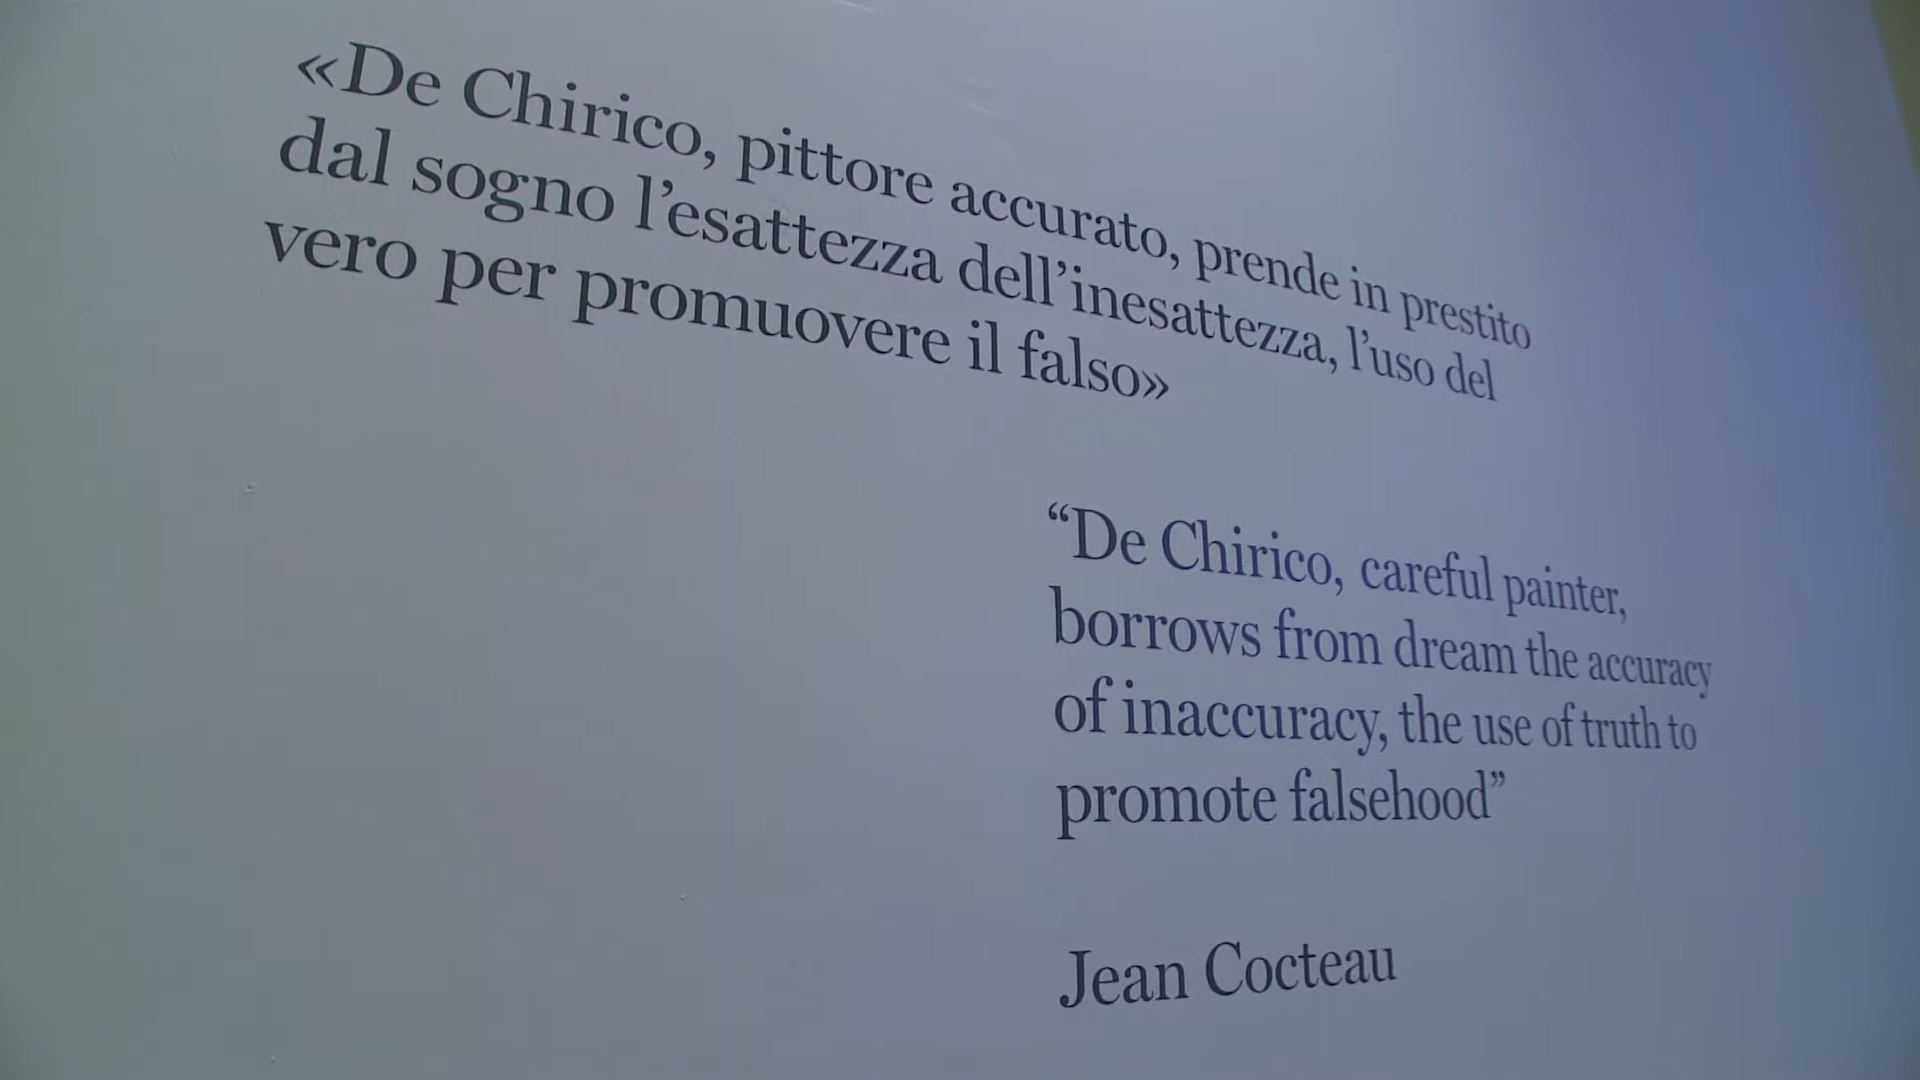 «De Chirico, pittore accurato, prende in prestito
dal sogno l’esattezza dell’inesattezza, l’uso del
vero per promuovere il falso»
“De Chirico, careful painter,
borrows from dream the accuracy
of inaccuracy, the use of truth to
promote falsehood”
Jean Cocteau